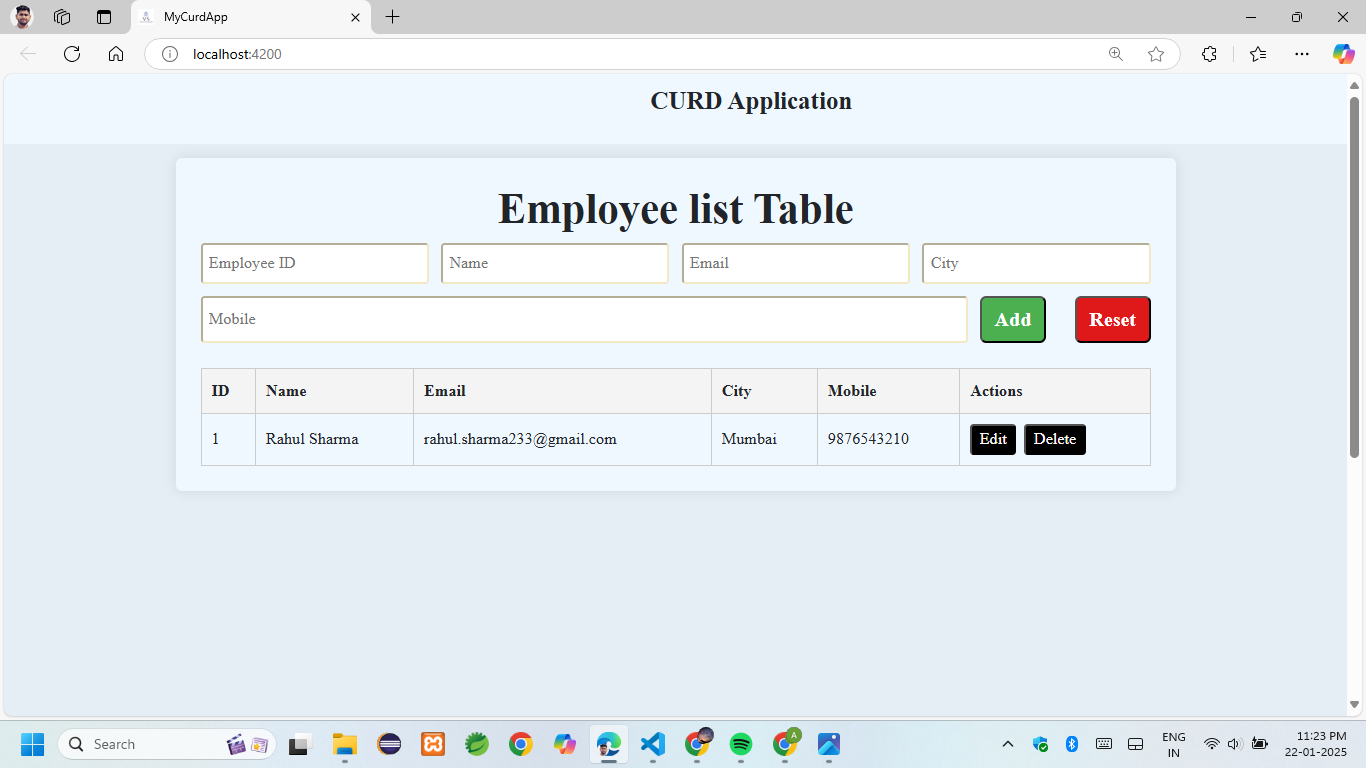 MyCurdApp
localhost:4200
CURD Application
Employee list Table
Employee ID Name Email City
Mobile Add Reset
ID Name Email City Mobile Actions
1 Rahul Sharma rahul.sharma233@gmail.com Mumbai 9876543210 Edit Delete
Search
A
ENG
IN
11:23 PM
22-01-2025